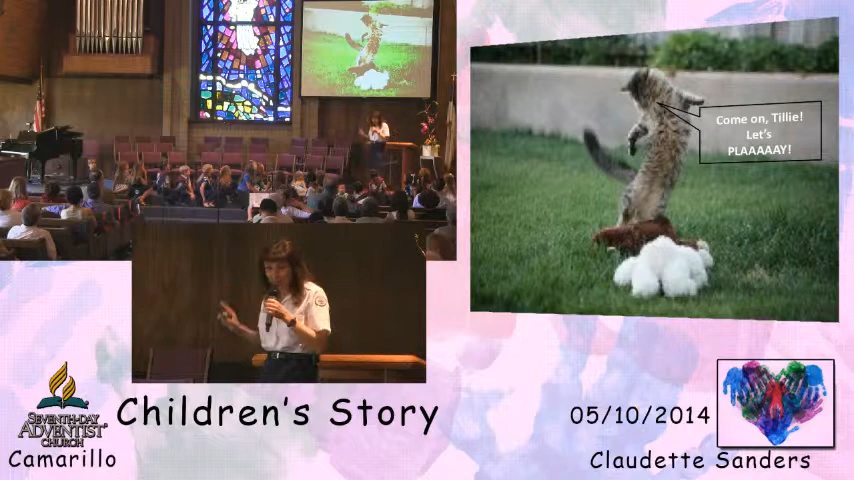 Come on, Tillie!
Let's
PLAAAAAY!
SEVENTH-DAY
ADVENTIST
CHURCH
Children's Story
05/10/2014
Camarillo
Claudette Sanders